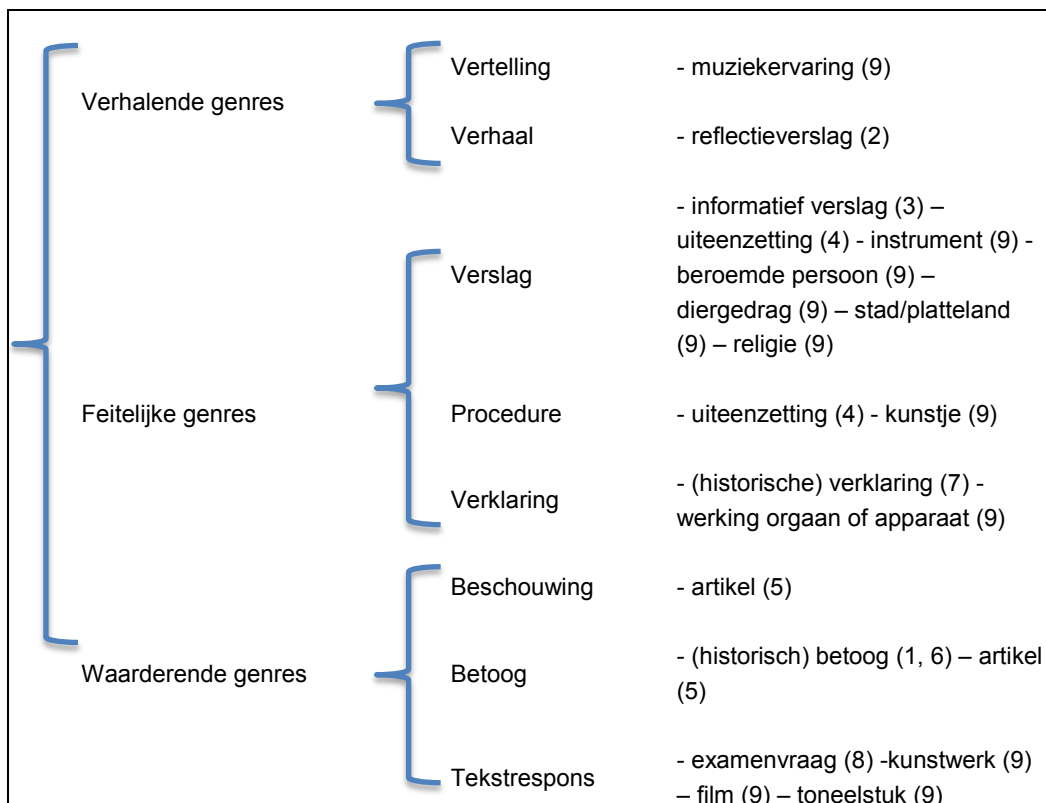 Verhalende genres
Vertelling
- muziekervaring (9)
Verhaal
- reflectieverslag (2)
Feitelijke genres
Verslag
- informatief verslag (3) –
uiteenzetting (4) - instrument (9) -
beroemde persoon (9) –
diergedrag (9) – stad/platteland
(9) – religie (9)
Procedure
- uiteenzetting (4) - kunstje (9)
Verklaring
- (historische) verklaring (7) -
werking orgaan of apparaat (9)
Waarderende genres
Beschouwing
- artikel (5)
Betoog
- (historisch) betoog (1, 6) – artikel
(5)
Tekstrespons
- examenvraag (8) -kunstwerk (9)
– film (9) – toneelstuk (9)